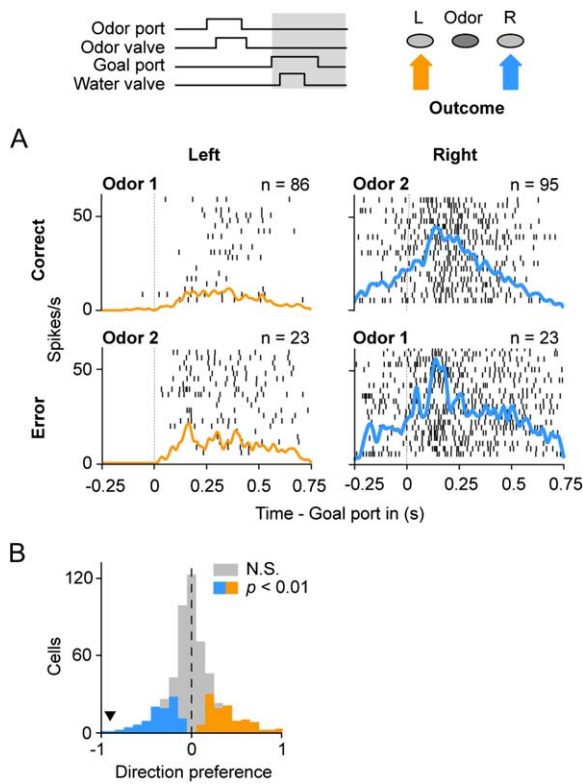 Odor port
Odor valve
Goal port
Water valve
L Odor R
Outcome
A
Left Right
Odor 1 n = 86
Odor 2 n = 95
50
0
Correct
Spikes/s
Odor 2 n = 23
Odor 1 n = 23
50
0
Error
-0.25 0 0.25 0.50 0.75
-0.25 0 0.25 0.50 0.75
Time - Goal port in (s)
B
N.S.
p < 0.01
120
60
0
Cells
-1 0 1
Direction preference